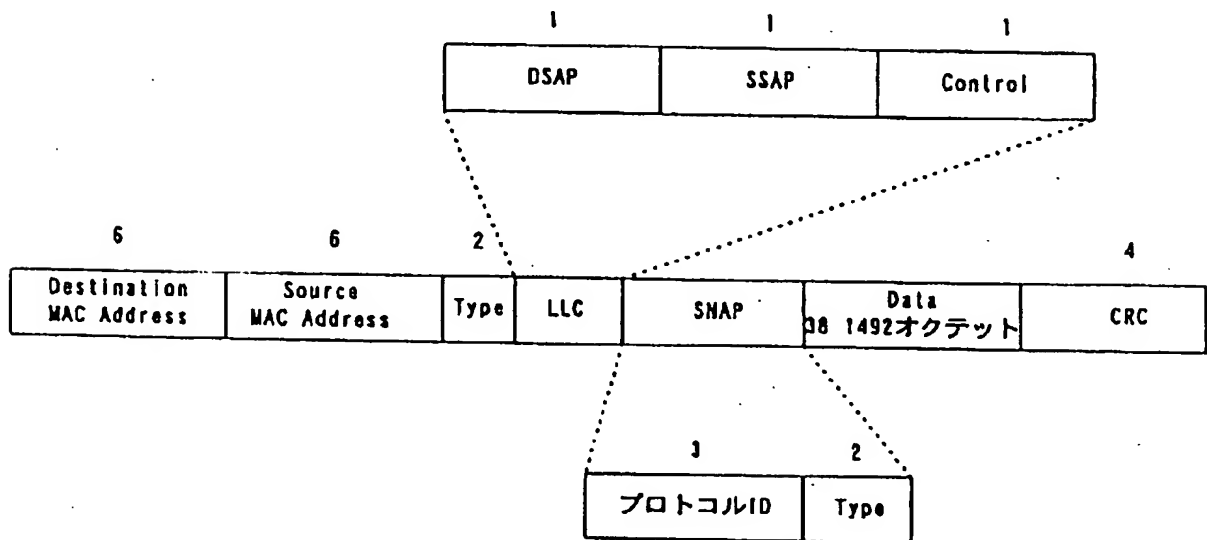 1 1 1
DSAP SSAP Control
6 6 2 4
Destination MAC Address Source MAC Address Type LLC SNAP Data 38 1492オクテット CRC
3 2
プロトコルID Type